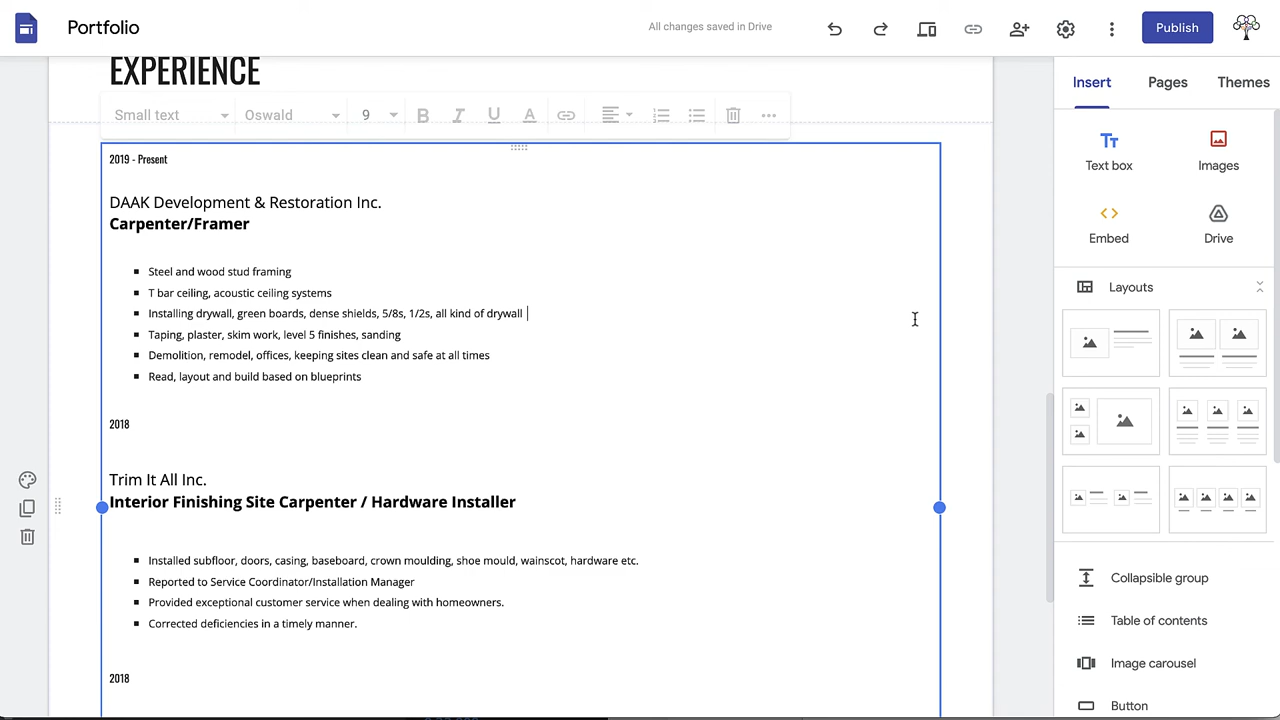 Portfolio
All changes saved in Drive
Publish
EXPERIENCE
Small text
Oswald
9
B
I
U
A
Insert
Pages
Themes
2019 - Present
DAAK Development & Restoration Inc.
Carpenter/Framer
Steel and wood stud framing
T bar ceiling, acoustic ceiling systems
Installing drywall, green boards, dense shields, 5/8s, 1/2s, all kind of drywall
Taping, plaster, skim work, level 5 finishes, sanding
Demolition, remodel, offices, keeping sites clean and safe at all times
Read, layout and build based on blueprints
2018
Trim It All Inc.
Interior Finishing Site Carpenter / Hardware Installer
Installed subfloor, doors, casing, baseboard, crown moulding, shoe mould, wainscot, hardware etc.
Reported to Service Coordinator/Installation Manager
Provided exceptional customer service when dealing with homeowners.
Corrected deficiencies in a timely manner.
2018
Tт
Text box
Images
Embed
Drive
Layouts
Collapsible group
Table of contents
Image carousel
Button